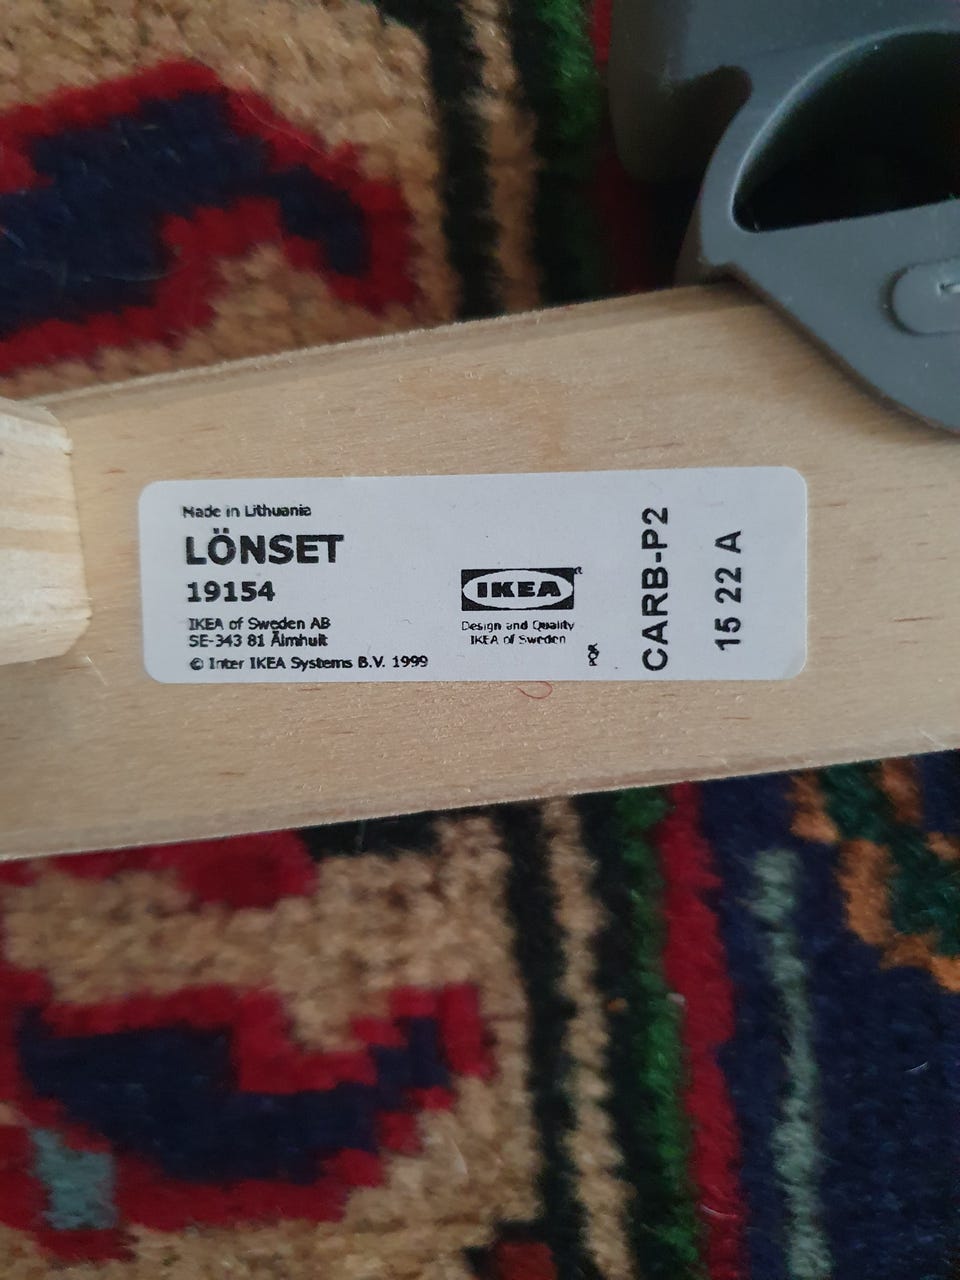 Made in Lithuania
LÖNSET
19154
IKEA of Sweden AB
SE-343 81 Älmhult
© Inter IKEA Systems B.V. 1999
IKEA®
Design and Quality
IKEA of Sweden
PQR
CARB-P2
15 22 A